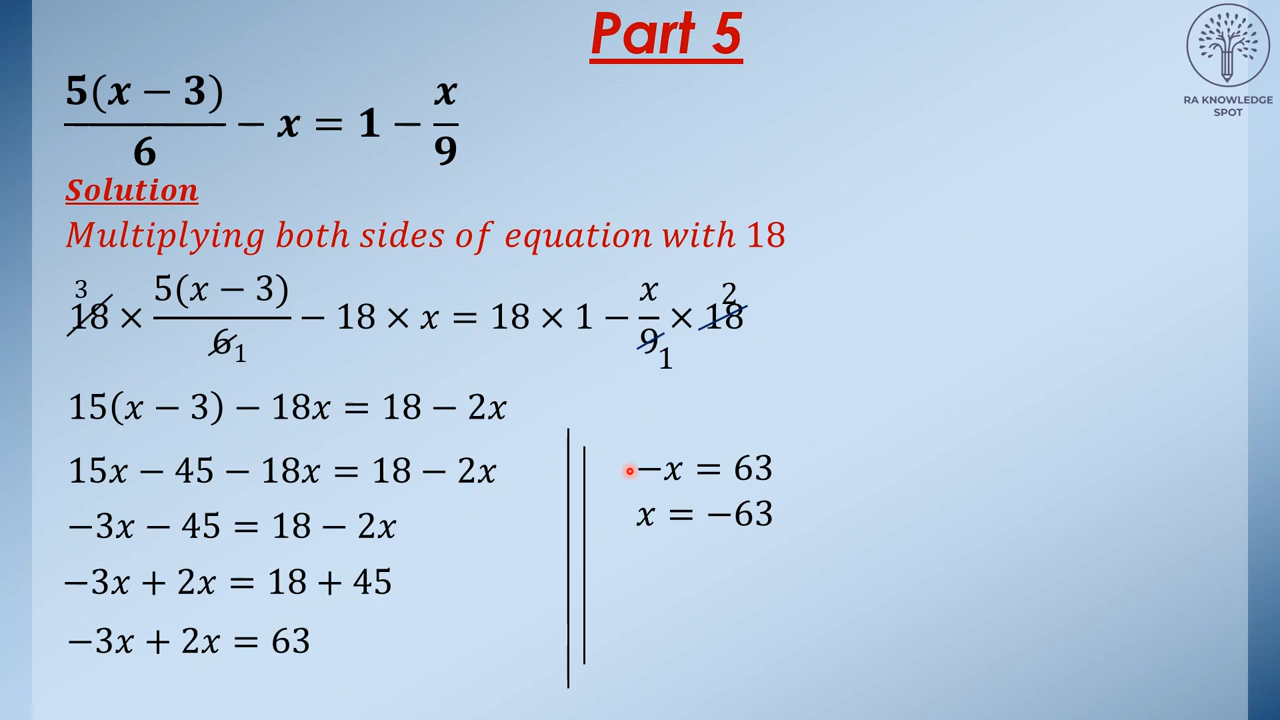 Part 5
RA KNOWLEDGE
SPOT
5(x − 3)/6 − x = 1 − x/9
Solution
Multiplying both sides of equation with 18
3 18 × 5(x − 3)/6 1 − 18 × x = 18 × 1 − x/9 1 × 18 2
15(x − 3) − 18x = 18 − 2x
15x − 45 − 18x = 18 − 2x
−3x − 45 = 18 − 2x
−3x + 2x = 18 + 45
−3x + 2x = 63
−x = 63
x = −63